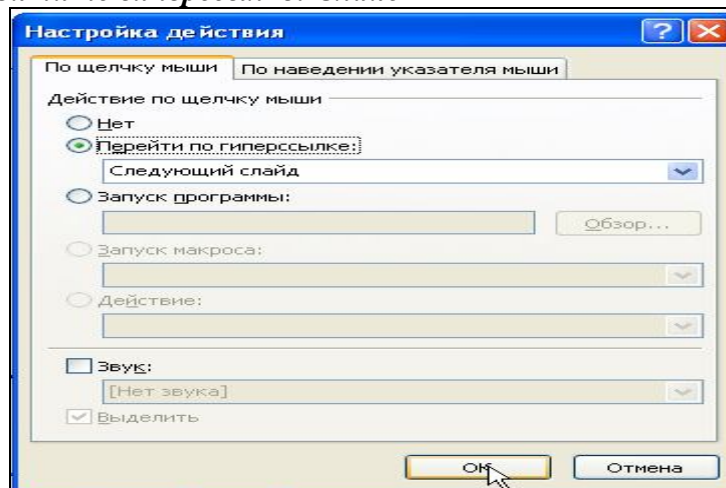 Настройка действия
По щелчку мыши
По наведении указателя мыши
Действие по щелчку мыши
Нет
Перейти по гиперссылке:
Следующий слайд
Запуск программы:
Обзор...
Запуск макроса:
Действие:
Звук:
[Нет звука]
Выделить
ОК
Отмена